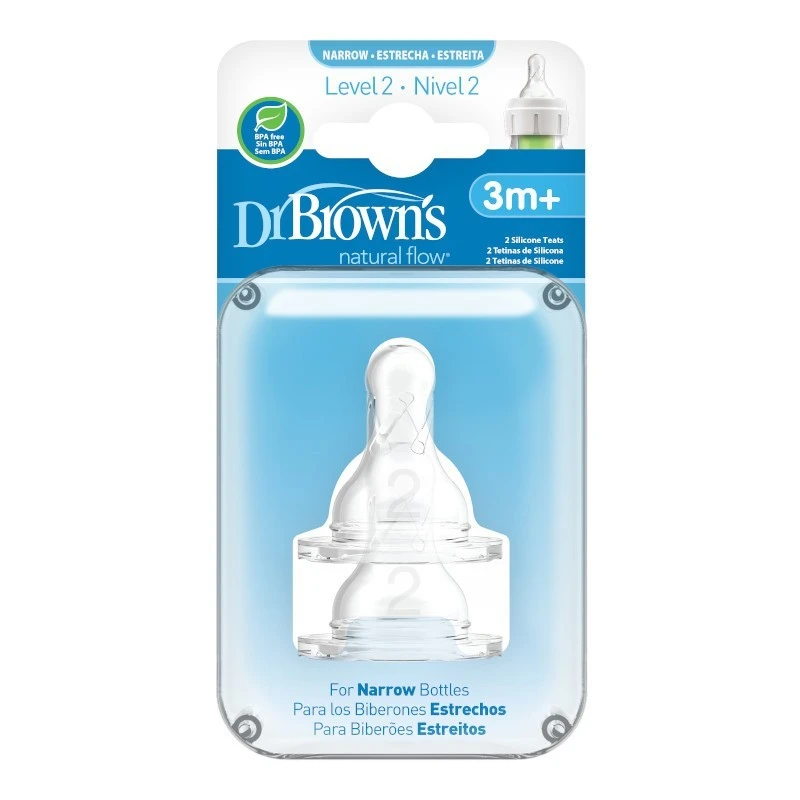 NARROW • ESTRECHA • ESTREITA
Level 2 • Nivel 2
BPA free
Sin BPA
Sem BPA
3m+
Dr Brown's
natural flow®
2 Silicone Teats
2 Tetinas de Silicona
2 Tetinas de Silicone
2
2
For Narrow Bottles
Para los Biberones Estrechos
Para Biberões Estreitos